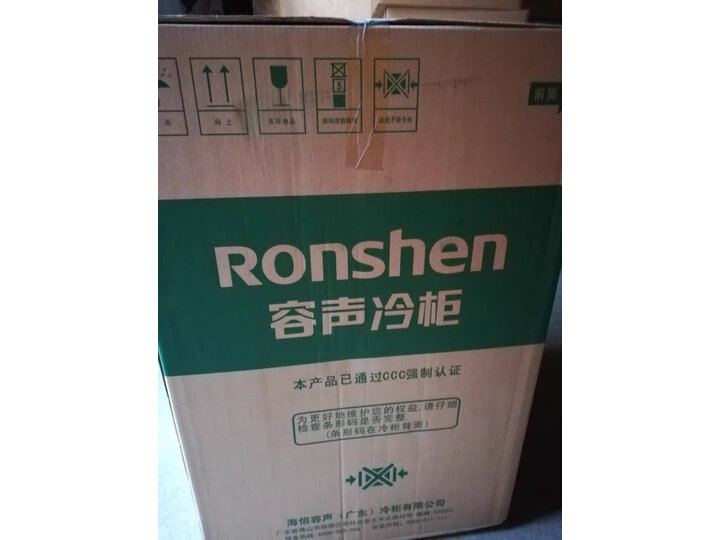 向上
5
前面
Ronshen
容声冷柜
本产品已通过CCC强制认证
为更好地维护您的权益,请仔细
检查条形码是否完整.
(条形码在冷柜背面)
海信容声（广东）冷柜有限公司